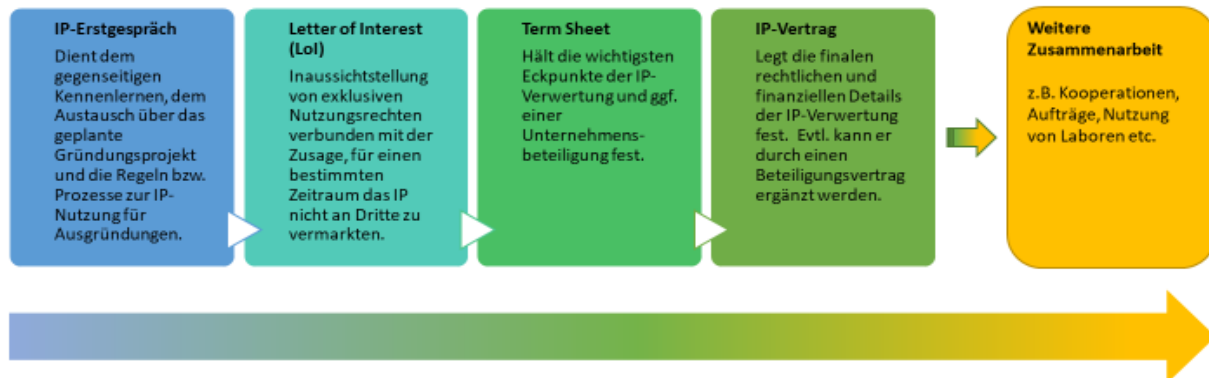 IP-Erstgespräch
Dient dem
gegenseitigen
Kennenlernen, dem
Austausch über das
geplante
Gründungsprojekt
und die Regeln bzw.
Prozesse zur IP-
Nutzung für
Ausgründungen.
Letter of Interest
(LoI)
Inaussichtstellung
von exklusiven
Nutzungsrechten
verbunden mit der
Zusage, für einen
bestimmten
Zeitraum das IP
nicht an Dritte zu
vermarkten.
Term Sheet
Hält die wichtigsten
Eckpunkte der IP-
Verwertung und ggf.
einer
Unternehmens-
beteiligung fest.
IP-Vertrag
Legt die finalen
rechtlichen und
finanziellen Details
der IP-Verwertung
fest. Evtl. kann er
durch einen
Beteiligungsvertrag
ergänzt werden.
Weitere
Zusammenarbeit
z.B. Kooperationen,
Aufträge, Nutzung
von Laboren etc.